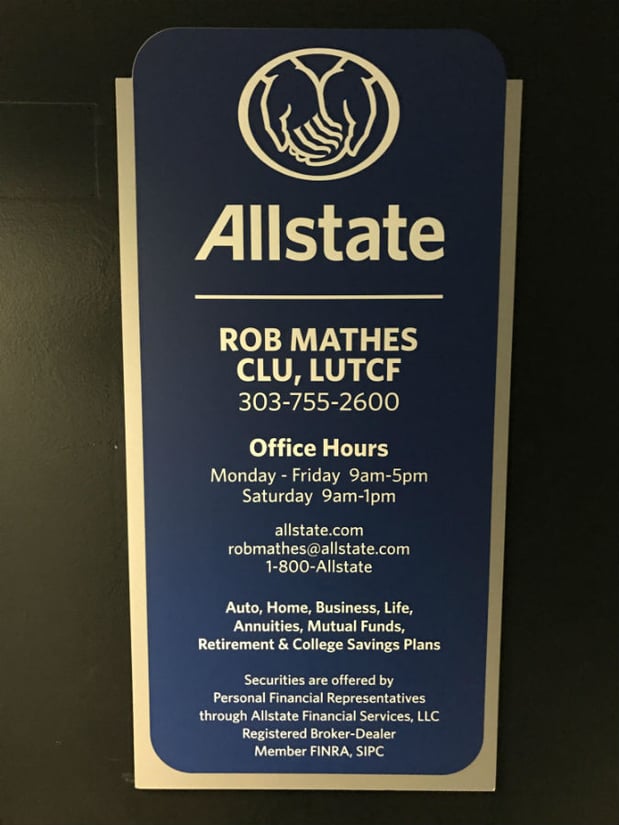 Allstate
ROB MATHES
CLU, LUTCF
303-755-2600
Office Hours
Monday - Friday 9am-5pm
Saturday 9am-1pm
allstate.com
robmathes@allstate.com
1-800-Allstate
Auto, Home, Business, Life,
Annuities, Mutual Funds,
Retirement & College Savings Plans
Securities are offered by
Personal Financial Representatives
through Allstate Financial Services, LLC
Registered Broker-Dealer
Member FINRA, SIPC